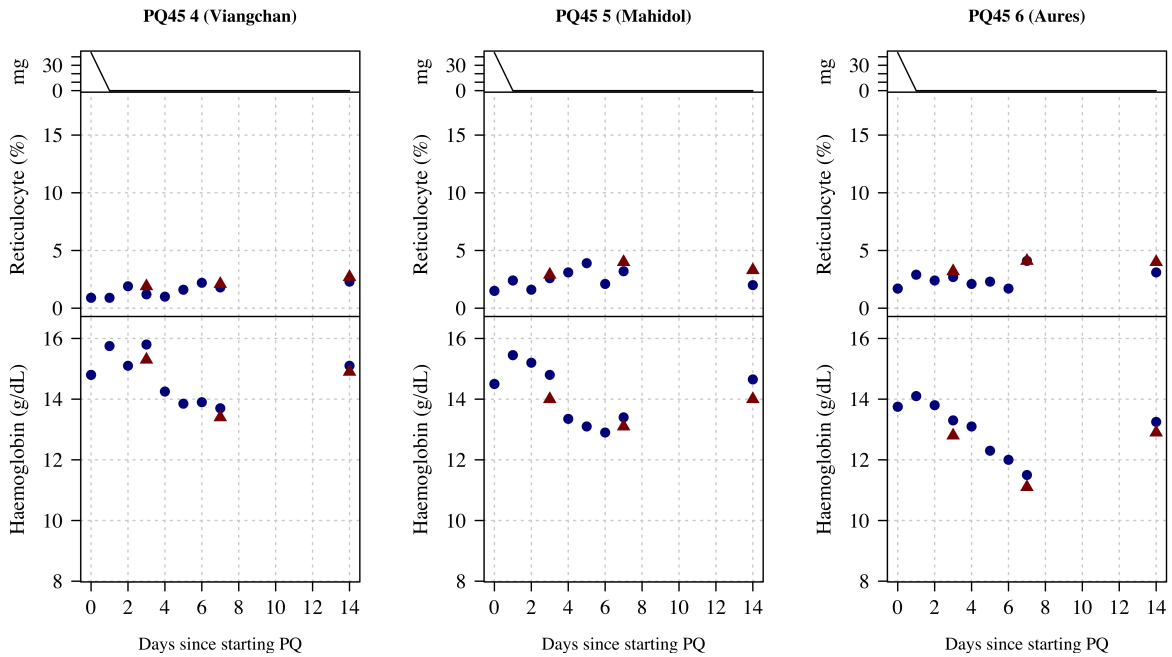 PQ45 4 (Viangchan) PQ45 5 (Mahidol) PQ45 6 (Aures)
mg 30 0 mg 30 0 mg 30 0
Reticulocyte (%) 15 10 5 0 Reticulocyte (%) 15 10 5 0 Reticulocyte (%) 15 10 5 0
Haemoglobin (g/dL) 16 14 12 10 8 Haemoglobin (g/dL) 16 14 12 10 8 Haemoglobin (g/dL) 16 14 12 10 8
0 2 4 6 8 10 12 14 0 2 4 6 8 10 12 14 0 2 4 6 8 10 12 14
Days since starting PQ Days since starting PQ Days since starting PQ